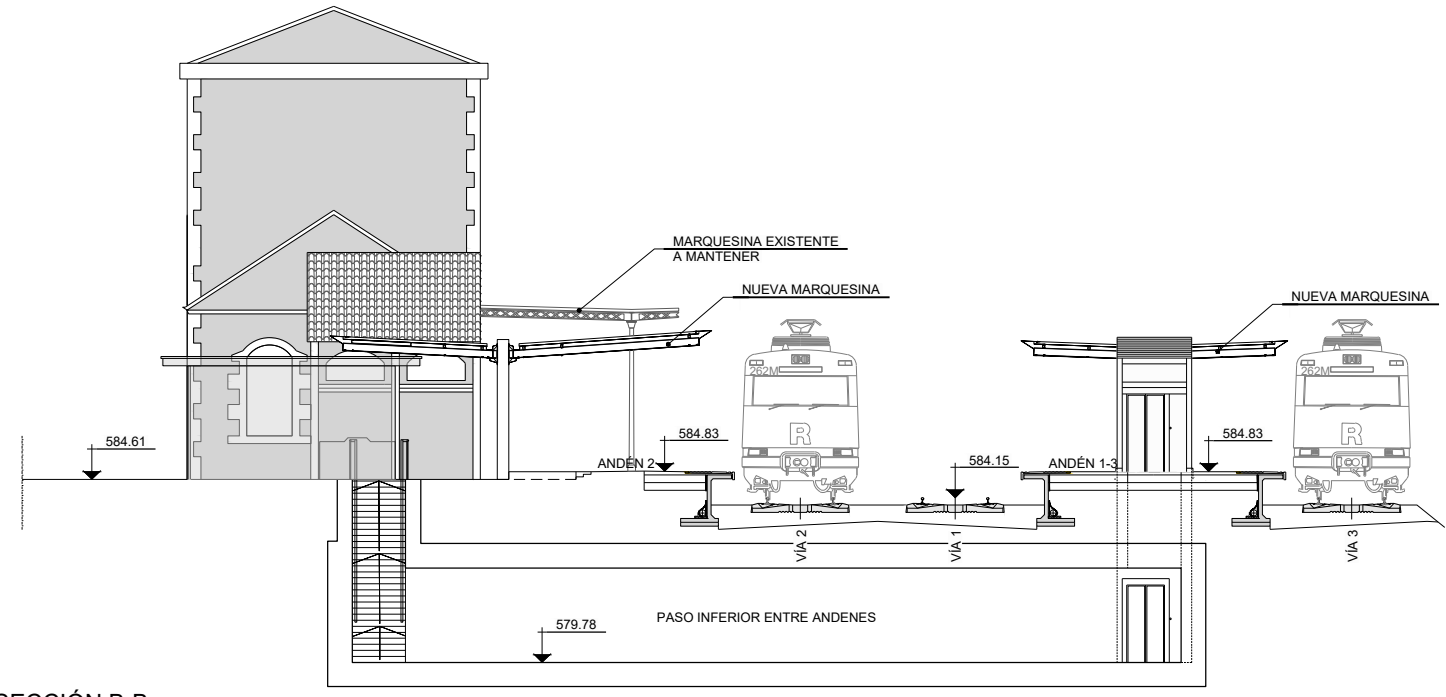 MARQUESINA EXISTENTE
A MANTENER
NUEVA MARQUESINA
NUEVA MARQUESINA
262M
262M
R
R
584.61
584.83
584.83
584.15
ANDÉN 2
ANDÉN 1-3
VÍA 2
VÍA 1
VÍA 3
PASO INFERIOR ENTRE ANDENES
579.78